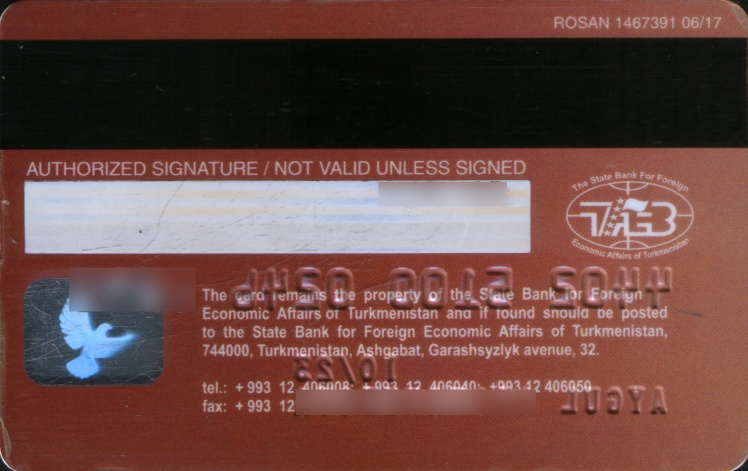 ROSAN 1467391 06/17
AUTHORIZED SIGNATURE / NOT VALID UNLESS SIGNED
The State Bank For Foreign
Economic Affairs of Turkmenistan
The card remains the property of the State Bank for Foreign
Economic Affairs of Turkmenistan and if found should be posted
to the State Bank for Foreign Economic Affairs of Turkmenistan,
744000, Turkmenistan, Ashgabat, Garashsyzlyk avenue, 32.
10/23
tel.: +993 12 406008; +993 12 406040; +993 12 406050
fax: +993 12
AYGUL